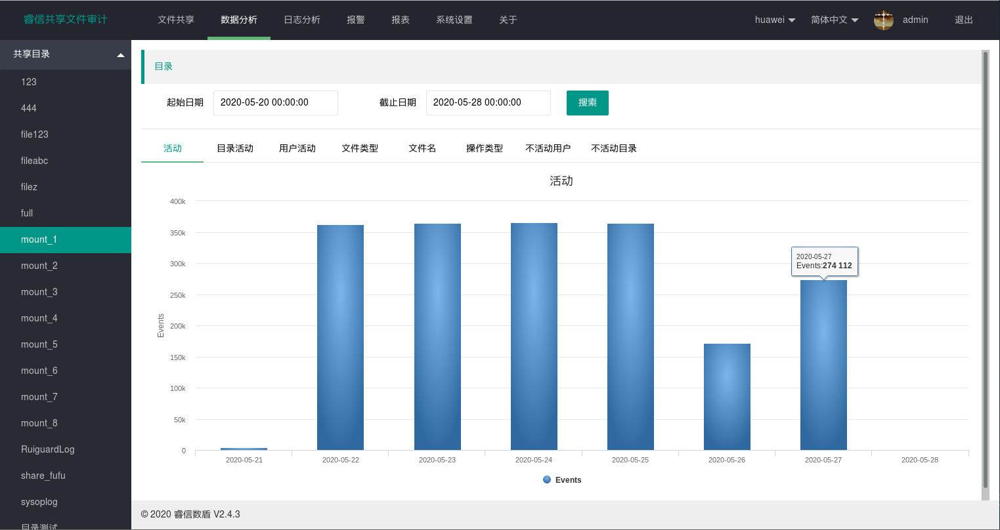 睿信共享文件审计
文件共享 数据分析 日志分析 报警 报表 系统设置 关于 huawei 简体中文 admin 退出
共享目录
123
444
file123
fileabc
filez
full
mount_1
mount_2
mount_3
mount_4
mount_5
mount_6
mount_7
mount_8
RuiguardLog
share_fufu
sysoplog
目录测试
目录
起始日期 2020-05-20 00:00:00 截止日期 2020-05-28 00:00:00 搜索
活动 目录活动 用户活动 文件类型 文件名 操作类型 不活动用户 不活动目录
活动
400k
350k
300k
250k
200k
150k
100k
50k
0
Events
2020-05-27
Events:274 112
2020-05-21 2020-05-22 2020-05-23 2020-05-24 2020-05-25 2020-05-26 2020-05-27 2020-05-28
Events
© 2020 睿信数盾 V2.4.3